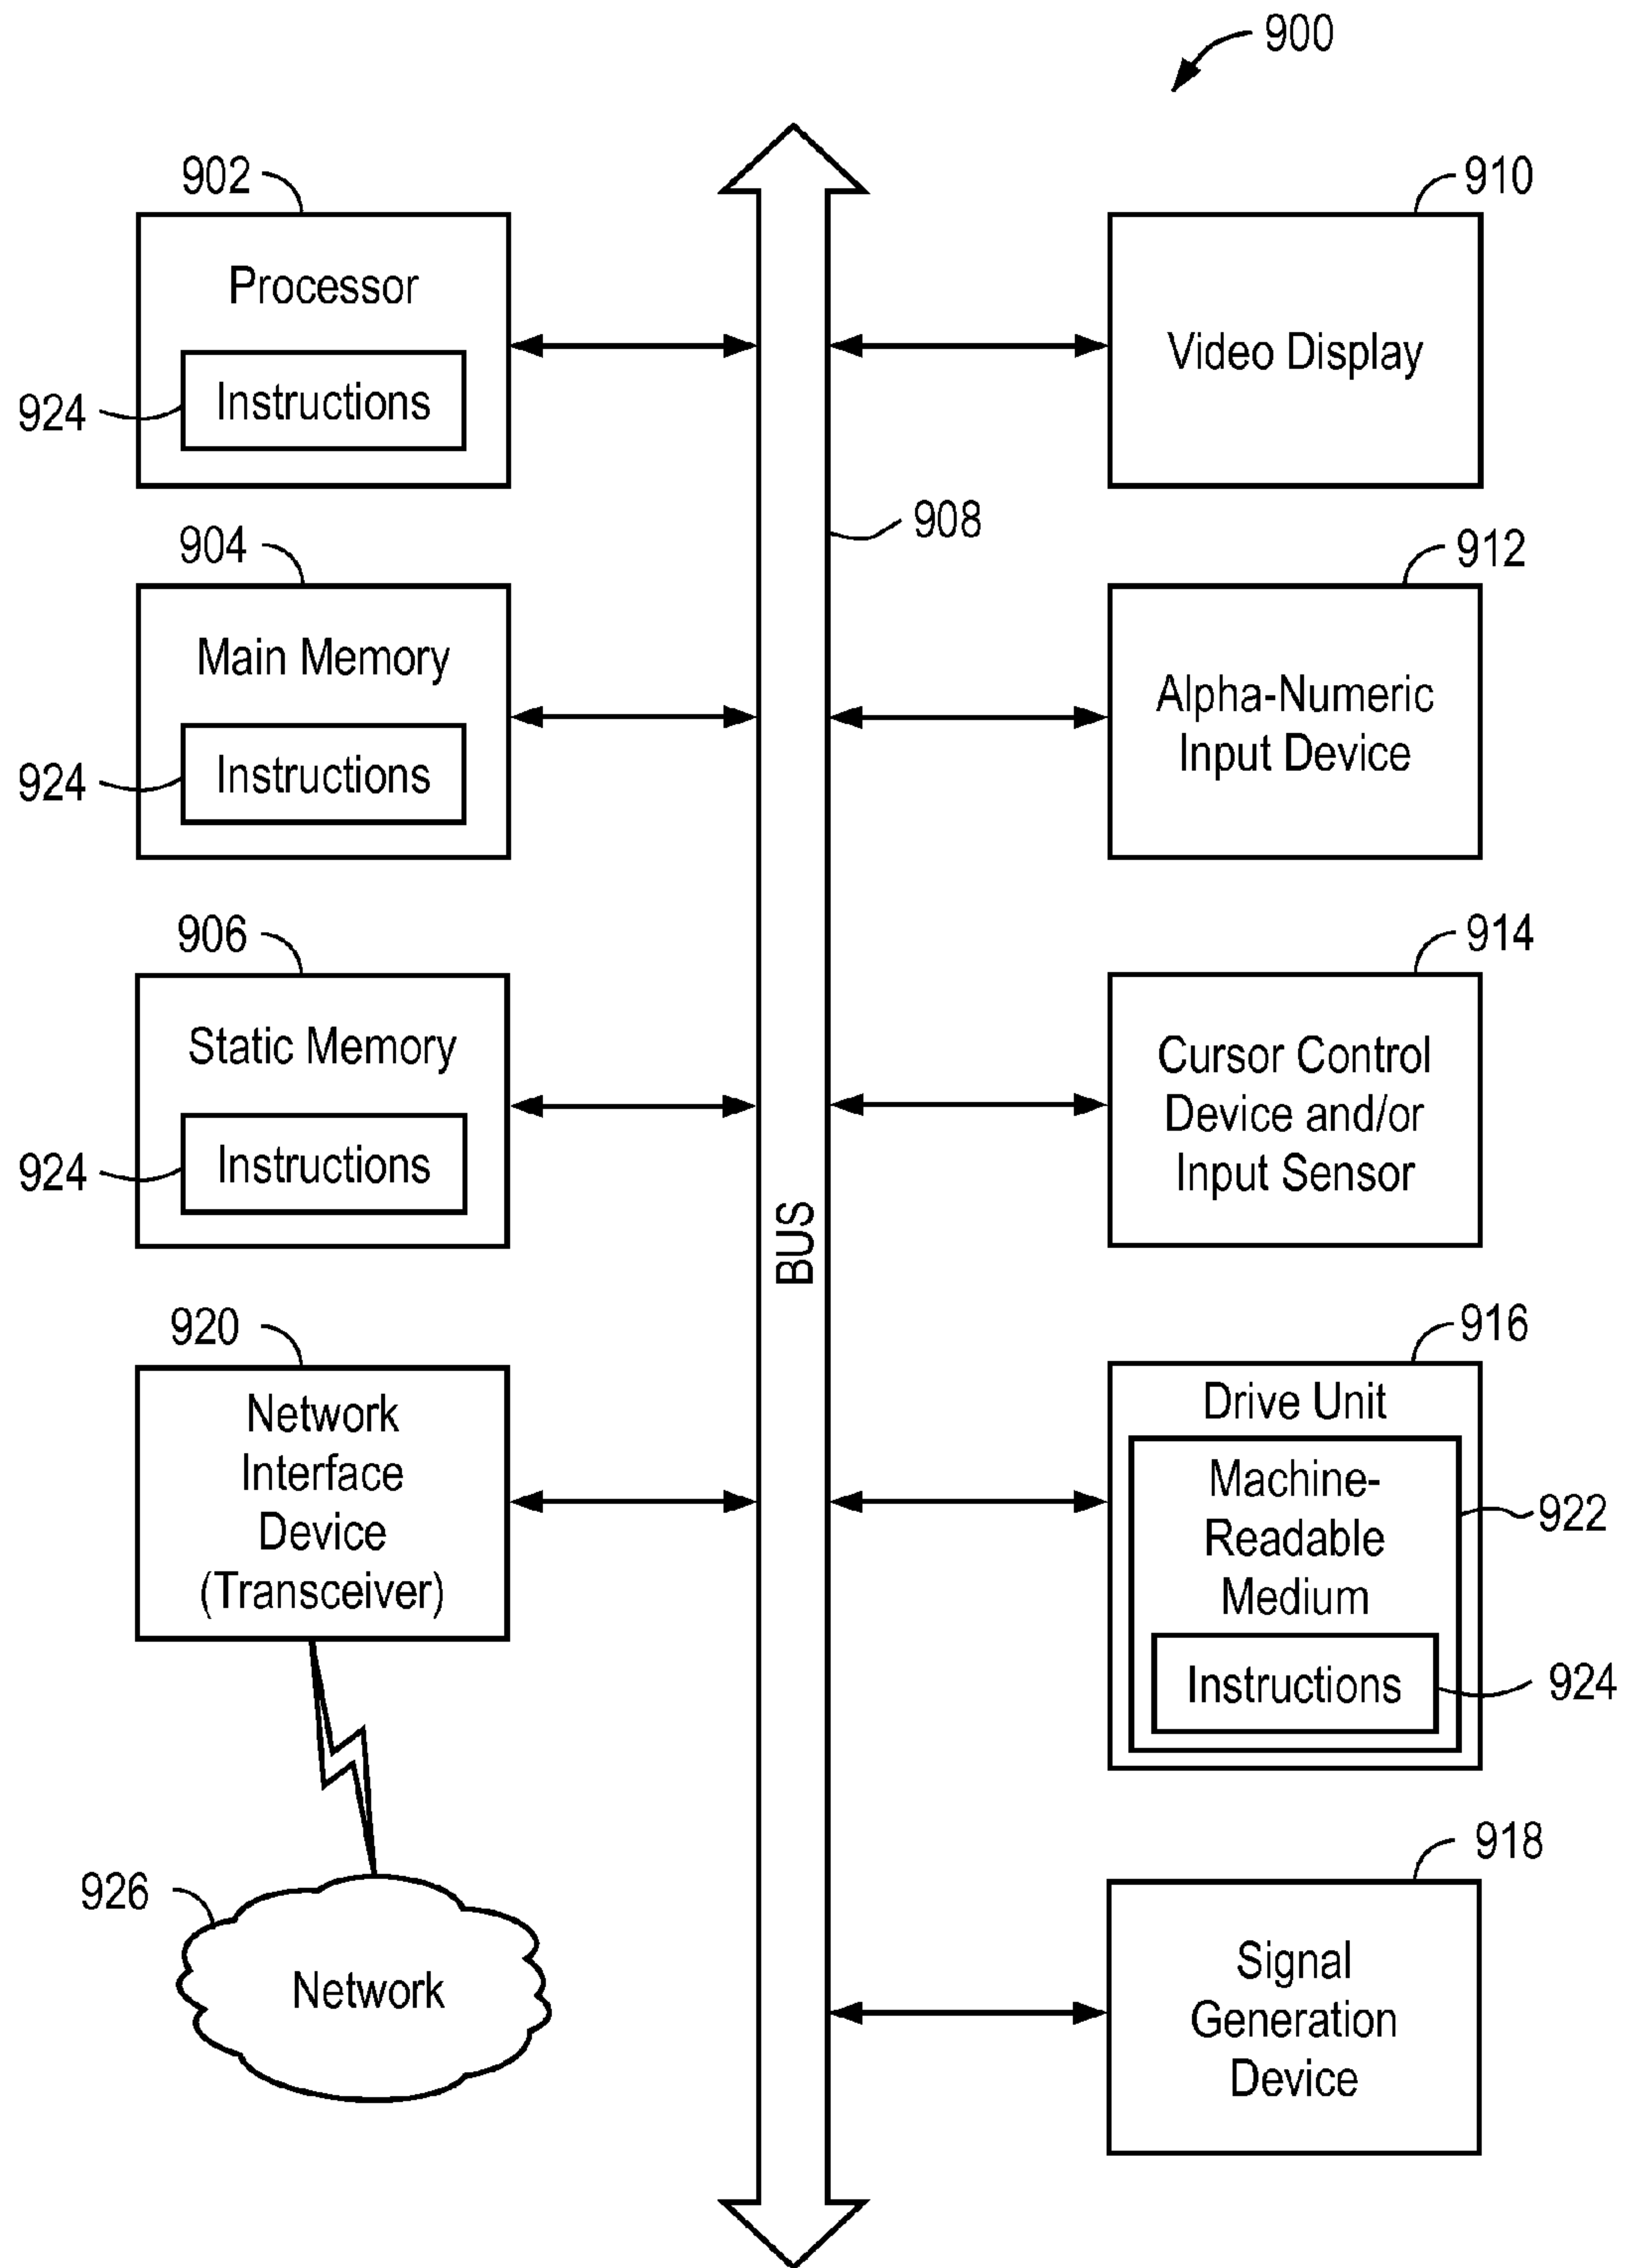 900
902
Processor
924
Instructions
904
Main Memory
924
Instructions
906
Static Memory
924
Instructions
920
Network
Interface
Device
(Transceiver)
926
Network
BUS
908
910
Video Display
912
Alpha-Numeric
Input Device
914
Cursor Control
Device and/or
Input Sensor
916
Drive Unit
Machine-
Readable
Medium
922
Instructions
924
918
Signal
Generation
Device